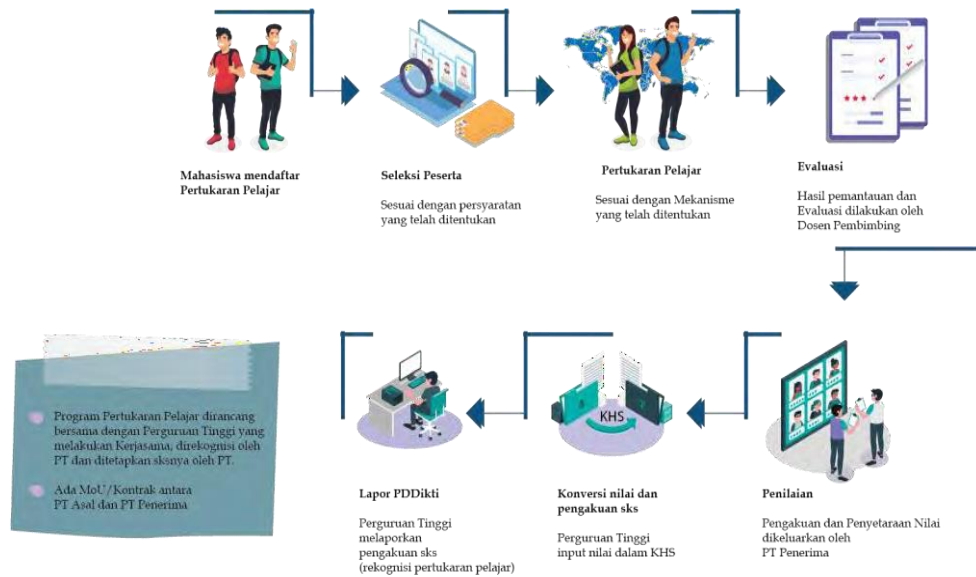 Mahasiswa mendaftar
Pertukaran Pelajar
Seleksi Peserta
Sesuai dengan persyaratan
yang telah ditentukan
Pertukaran Pelajar
Sesuai dengan Mekanisme
yang telah ditentukan
Evaluasi
Hasil pemantauan dan
Evaluasi dilakukan oleh
Dosen Pembimbing
Penilaian
Pengakuan dan Penyetaraan Nilai
dikeluarkan oleh
PT Penerima
KHS
Konversi nilai dan
pengakuan sks
Perguruan Tinggi
input nilai dalam KHS
Lapor PDDikti
Perguruan Tinggi
melaporkan
pengakuan sks
(rekognisi pertukaran pelajar)
Program Pertukaran Pelajar dirancang
bersama dengan Perguruan Tinggi yang
melakukan Kerjasama, direkognisi oleh
PT dan ditetapkan sksnya oleh PT.
Ada MoU/Kontrak antara
PT Asal dan PT Penerima